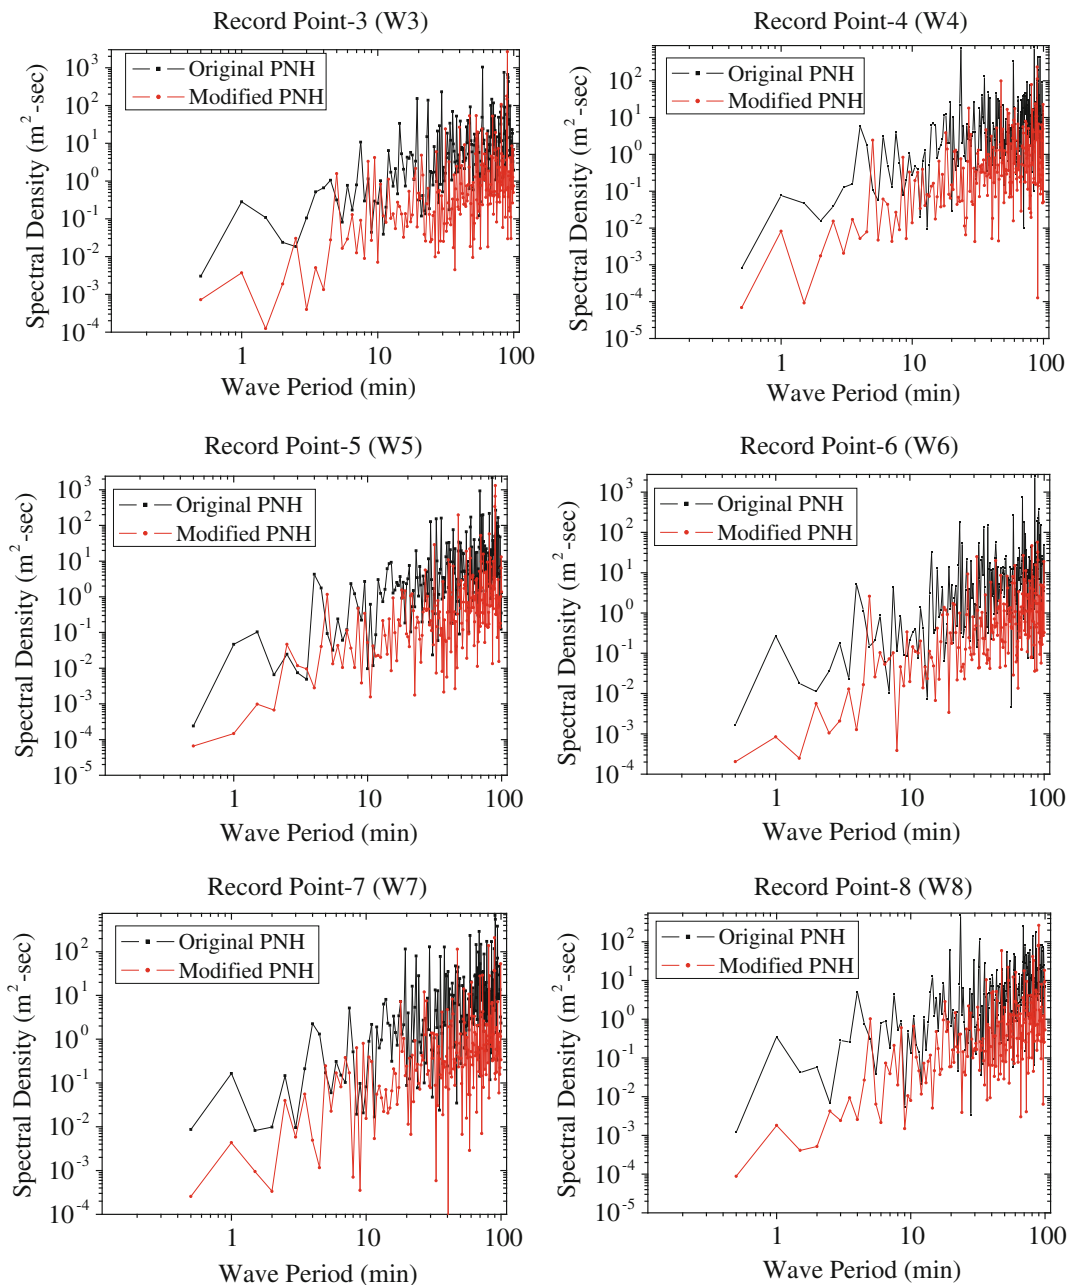 Record Point-3 (W3)
Spectral Density (m²-sec)
10³
10²
10¹
10⁰
10⁻¹
10⁻²
10⁻³
10⁻⁴
Original PNH
Modified PNH
1 10 100
Wave Period (min)
Record Point-4 (W4)
Spectral Density (m²-sec)
10²
10¹
10⁰
10⁻¹
10⁻²
10⁻³
10⁻⁴
10⁻⁵
Original PNH
Modified PNH
1 10 100
Wave Period (min)
Record Point-5 (W5)
Spectral Density (m²-sec)
10³
10²
10¹
10⁰
10⁻¹
10⁻²
10⁻³
10⁻⁴
10⁻⁵
Original PNH
Modified PNH
1 10 100
Wave Period (min)
Record Point-6 (W6)
Spectral Density (m²-sec)
10³
10²
10¹
10⁰
10⁻¹
10⁻²
10⁻³
10⁻⁴
Original PNH
Modified PNH
1 10 100
Wave Period (min)
Record Point-7 (W7)
Spectral Density (m²-sec)
10²
10¹
10⁰
10⁻¹
10⁻²
10⁻³
10⁻⁴
Original PNH
Modified PNH
1 10 100
Wave Period (min)
Record Point-8 (W8)
Spectral Density (m²-sec)
10²
10¹
10⁰
10⁻¹
10⁻²
10⁻³
10⁻⁴
10⁻⁵
Original PNH
Modified PNH
1 10 100
Wave Period (min)